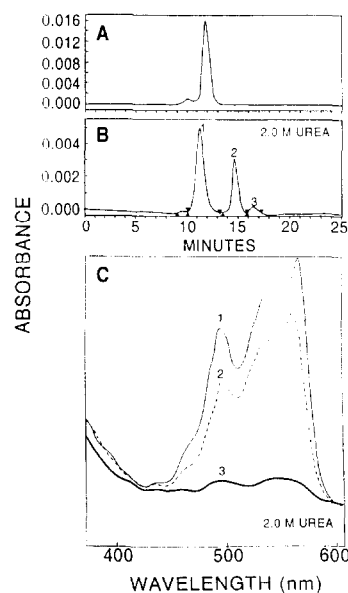 A
0.016
0.012
0.008
0.004
0.000
B
2.0 M UREA
0.004
0.002
0.000
1
2
3
0 5 10 15 20 25
MINUTES
ABSORBANCE
C
1
2
3
2.0 M UREA
400 500 600
WAVELENGTH (nm)